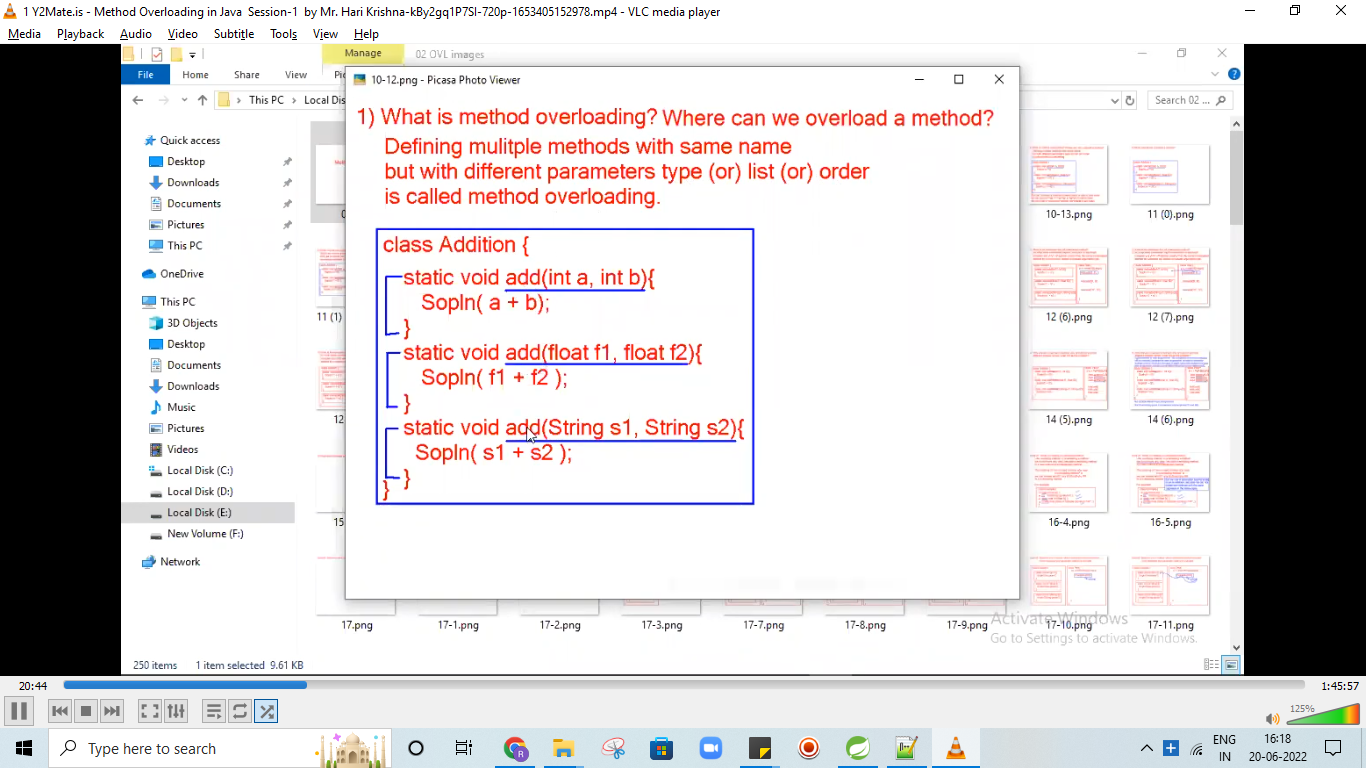 1 Y2Mate.is - Method Overloading in Java Session-1 by Mr. Hari Krishna-kBy2gq1P7SI-720p-1653405152978.mp4 - VLC media player
Media Playback Audio Video Subtitle Tools View Help
Manage 02 OVL images
File Home Share View
This PC Local Dis
Search 02 ...
10-12.png - Picasa Photo Viewer
1) What is method overloading? Where can we overload a method?
Defining mulitple methods with same name
but with different parameters type (or) list (or) order
is called method overloading.
class Addition {
static void add(int a, int b){
Sopln( a + b);
}
static void add(float f1, float f2){
Sopln( f1 + f2 );
}
static void add(String s1, String s2){
Sopln( s1 + s2 );
}
}
Quick access
Desktop
Downloads
Documents
Pictures
This PC
OneDrive
This PC
3D Objects
Desktop
Documents
Downloads
Music
Pictures
Videos
Local Disk (C:)
Local Disk (D:)
Local Disk (E:)
New Volume (F:)
Network
10-13.png 11 (0).png
11 (1) 12 (6).png 12 (7).png
12 14 (5).png 14 (6).png
15 16-4.png 16-5.png
17.png 17-1.png 17-2.png 17-3.png 17-7.png 17-8.png 17-9.png 17-10.png 17-11.png
Activate Windows
Go to Settings to activate Windows.
250 items 1 item selected 9.61 KB
20:44 1:45:57
125%
Type here to search
ENG
IN
16:18
20-06-2022